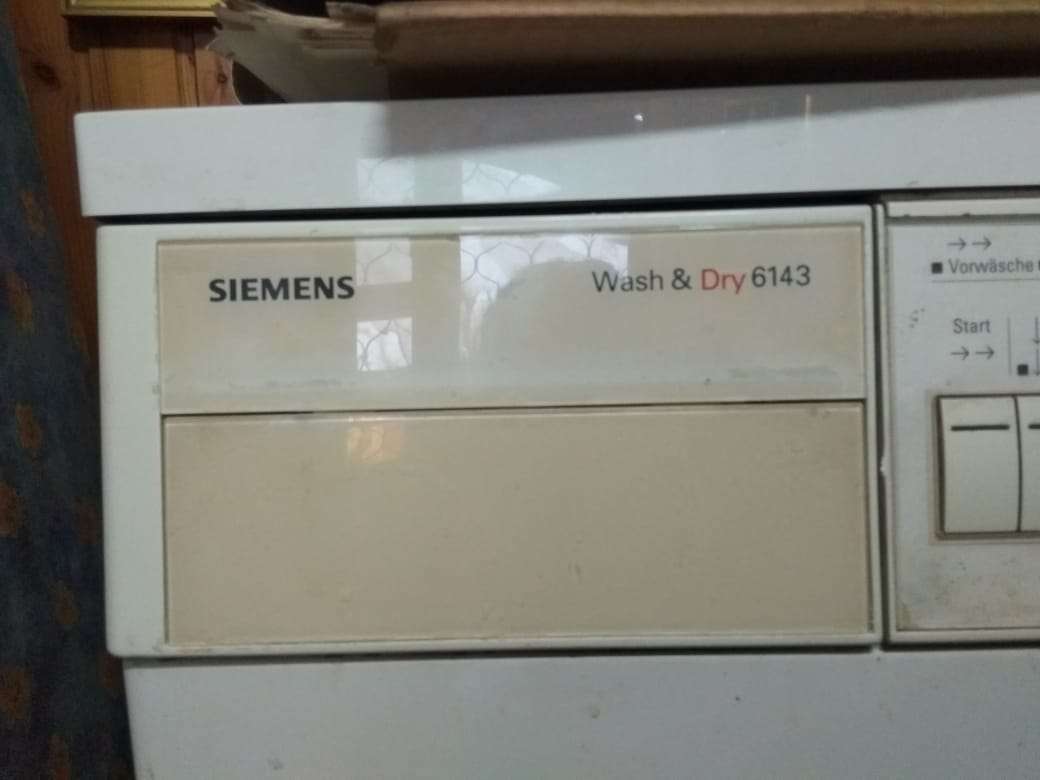 SIEMENS
Wash & Dry 6143
→→
■ Vorwäsche
Start
→→